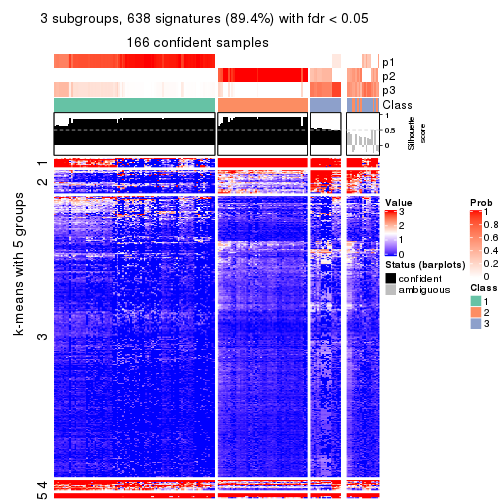 3 subgroups, 638 signatures (89.4%) with fdr < 0.05
166 confident samples
p1
p2
p3
Class
1
0.5
0
Silhouette
score
k-means with 5 groups
1
2
3
4
5
Value
3
2
1
0
Status (barplots)
confident
ambiguous
Prob
1
0.8
0.6
0.4
0.2
0
Class
1
2
3